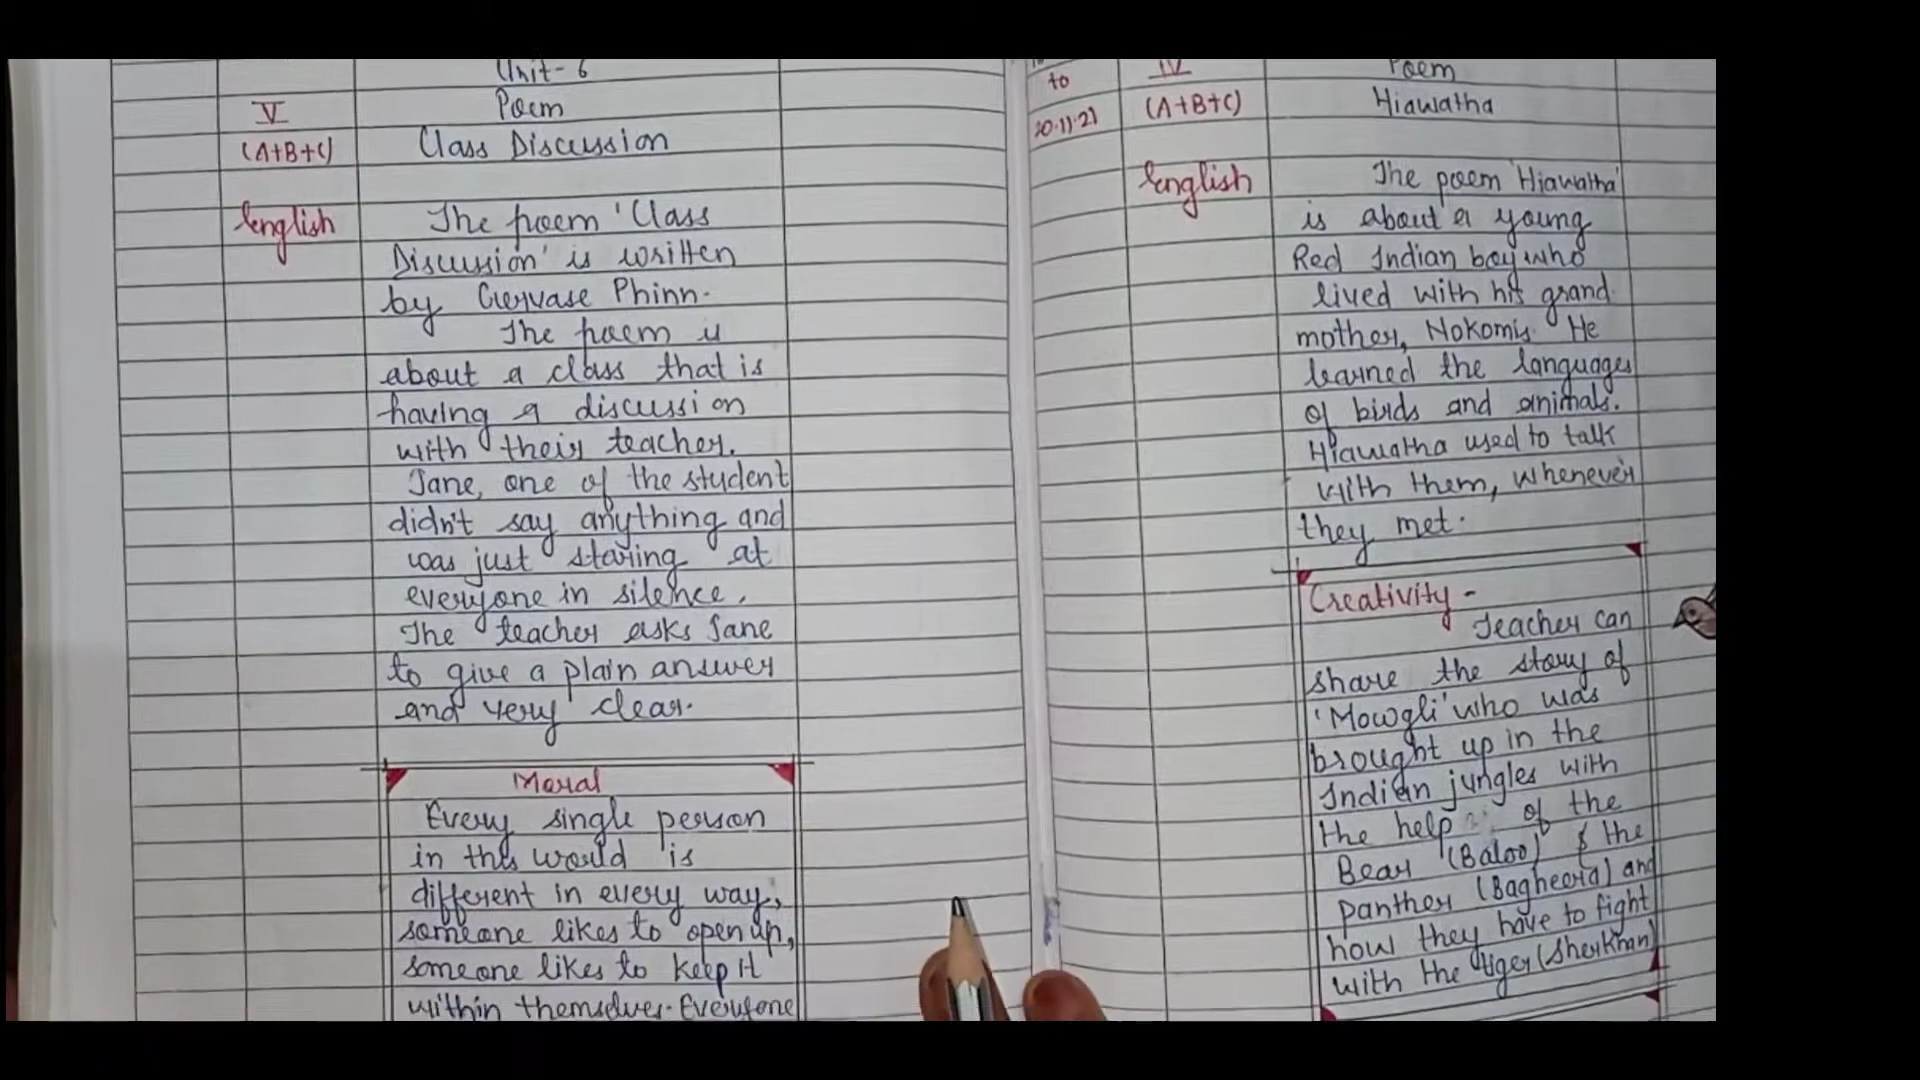 Unit-6
V
Poem
(A+B+C)
Class Discussion
English
The poem 'Class
Discussion' is written
by Gervase Phinn.
The poem is
about a class that is
having a discussion
with their teacher.
Jane, one of the student
didn't say anything and
was just staring at
everyone in silence.
The teacher asks Jane
to give a plain answer
and very clear.
Moral
Every single person
in this world is
different in every way,
someone likes to open up,
someone likes to keep it
within themselves. Everyone
to
IV
Poem
20.11.21
(A+B+C)
Hiawatha
English
The poem 'Hiawatha'
is about a young
Red Indian boy who
lived with his grand
mother, Nokomis. He
learned the languages
of birds and animals.
Hiawatha used to talk
with them, whenever
they met.
Creativity -
Teacher can
share the story of
'Mowgli' who was
brought up in the
Indian jungles with
the help of the
Bear (Baloo) & the
panther (Bagheera) and
how they have to fight
with the tiger (Sherkhan)